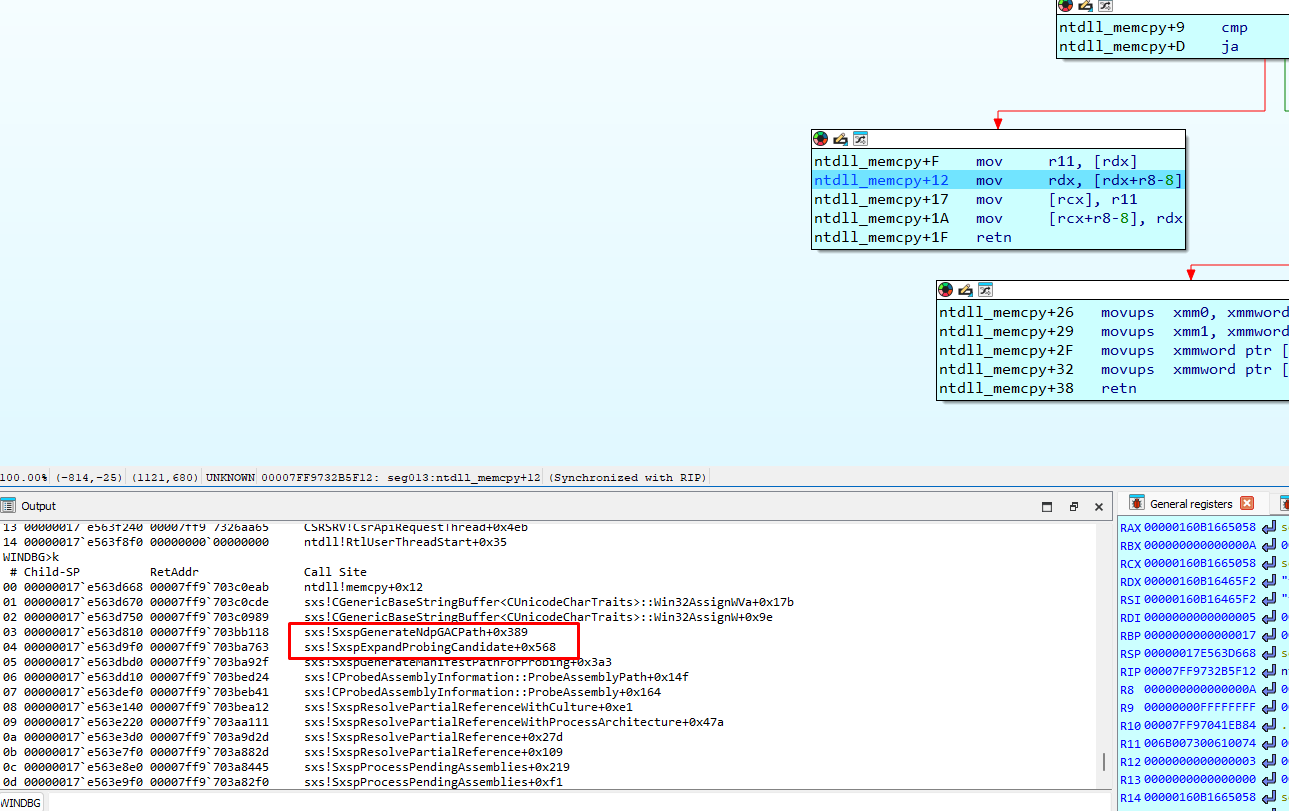 ntdll_memcpy+9 cmp
ntdll_memcpy+D ja
ntdll_memcpy+F mov r11, [rdx]
ntdll_memcpy+12 mov rdx, [rdx+r8-8]
ntdll_memcpy+17 mov [rcx], r11
ntdll_memcpy+1A mov [rcx+r8-8], rdx
ntdll_memcpy+1F retn
ntdll_memcpy+26 movups xmm0, xmmword
ntdll_memcpy+29 movups xmm1, xmmword
ntdll_memcpy+2F movups xmmword ptr [
ntdll_memcpy+32 movups xmmword ptr [
ntdll_memcpy+38 retn
100.00% (-814,-25) (1121,680) UNKNOWN 00007FF9732B5F12: seg013:ntdll_memcpy+12 (Synchronized with RIP)
Output
13 00000017`e563f240 00007ff9`7326aa65 CSRSRV!CsrApiRequestThread+0x4eb
14 00000017`e563f8f0 00000000`00000000 ntdll!RtlUserThreadStart+0x35
WINDBG>k
# Child-SP RetAddr Call Site
00 00000017`e563d668 00007ff9`703c0eab ntdll!memcpy+0x12
01 00000017`e563d670 00007ff9`703c0cde sxs!CGenericBaseStringBuffer<CUnicodeCharTraits>::Win32AssignWVa+0x17b
02 00000017`e563d750 00007ff9`703c0989 sxs!CGenericBaseStringBuffer<CUnicodeCharTraits>::Win32AssignW+0x9e
03 00000017`e563d810 00007ff9`703bb118 sxs!SxspGenerateNdpGACPath+0x389
04 00000017`e563d9f0 00007ff9`703ba763 sxs!SxspExpandProbingCandidate+0x568
05 00000017`e563dbd0 00007ff9`703ba92f sxs!SxspGenerateManifestPathForProbing+0x3a3
06 00000017`e563dd10 00007ff9`703bed24 sxs!CProbedAssemblyInformation::ProbeAssemblyPath+0x14f
07 00000017`e563def0 00007ff9`703beb41 sxs!CProbedAssemblyInformation::ProbeAssembly+0x164
08 00000017`e563e140 00007ff9`703bea12 sxs!SxspResolvePartialReferenceWithCulture+0xe1
09 00000017`e563e220 00007ff9`703aa111 sxs!SxspResolvePartialReferenceWithProcessArchitecture+0x47a
0a 00000017`e563e3d0 00007ff9`703a9d2d sxs!SxspResolvePartialReference+0x27d
0b 00000017`e563e7f0 00007ff9`703a882d sxs!SxspResolvePartialReference+0x109
0c 00000017`e563e8e0 00007ff9`703a8445 sxs!SxspProcessPendingAssemblies+0x219
0d 00000017`e563e9f0 00007ff9`703a82f0 sxs!SxspProcessPendingAssemblies+0xf1
WINDBG
General registers
RAX 00000160B1665058
RBX 000000000000000A
RCX 00000160B1665058
RDX 00000160B16465F2
RSI 00000160B16465F2
RDI 0000000000000005
RBP 0000000000000017
RSP 00000017E563D668
RIP 00007FF9732B5F12
R8 000000000000000A
R9 00000000FFFFFFFF
R10 00007FF97041EB84
R11 006B007300610074
R12 0000000000000003
R13 0000000000000000
R14 00000160B1665058